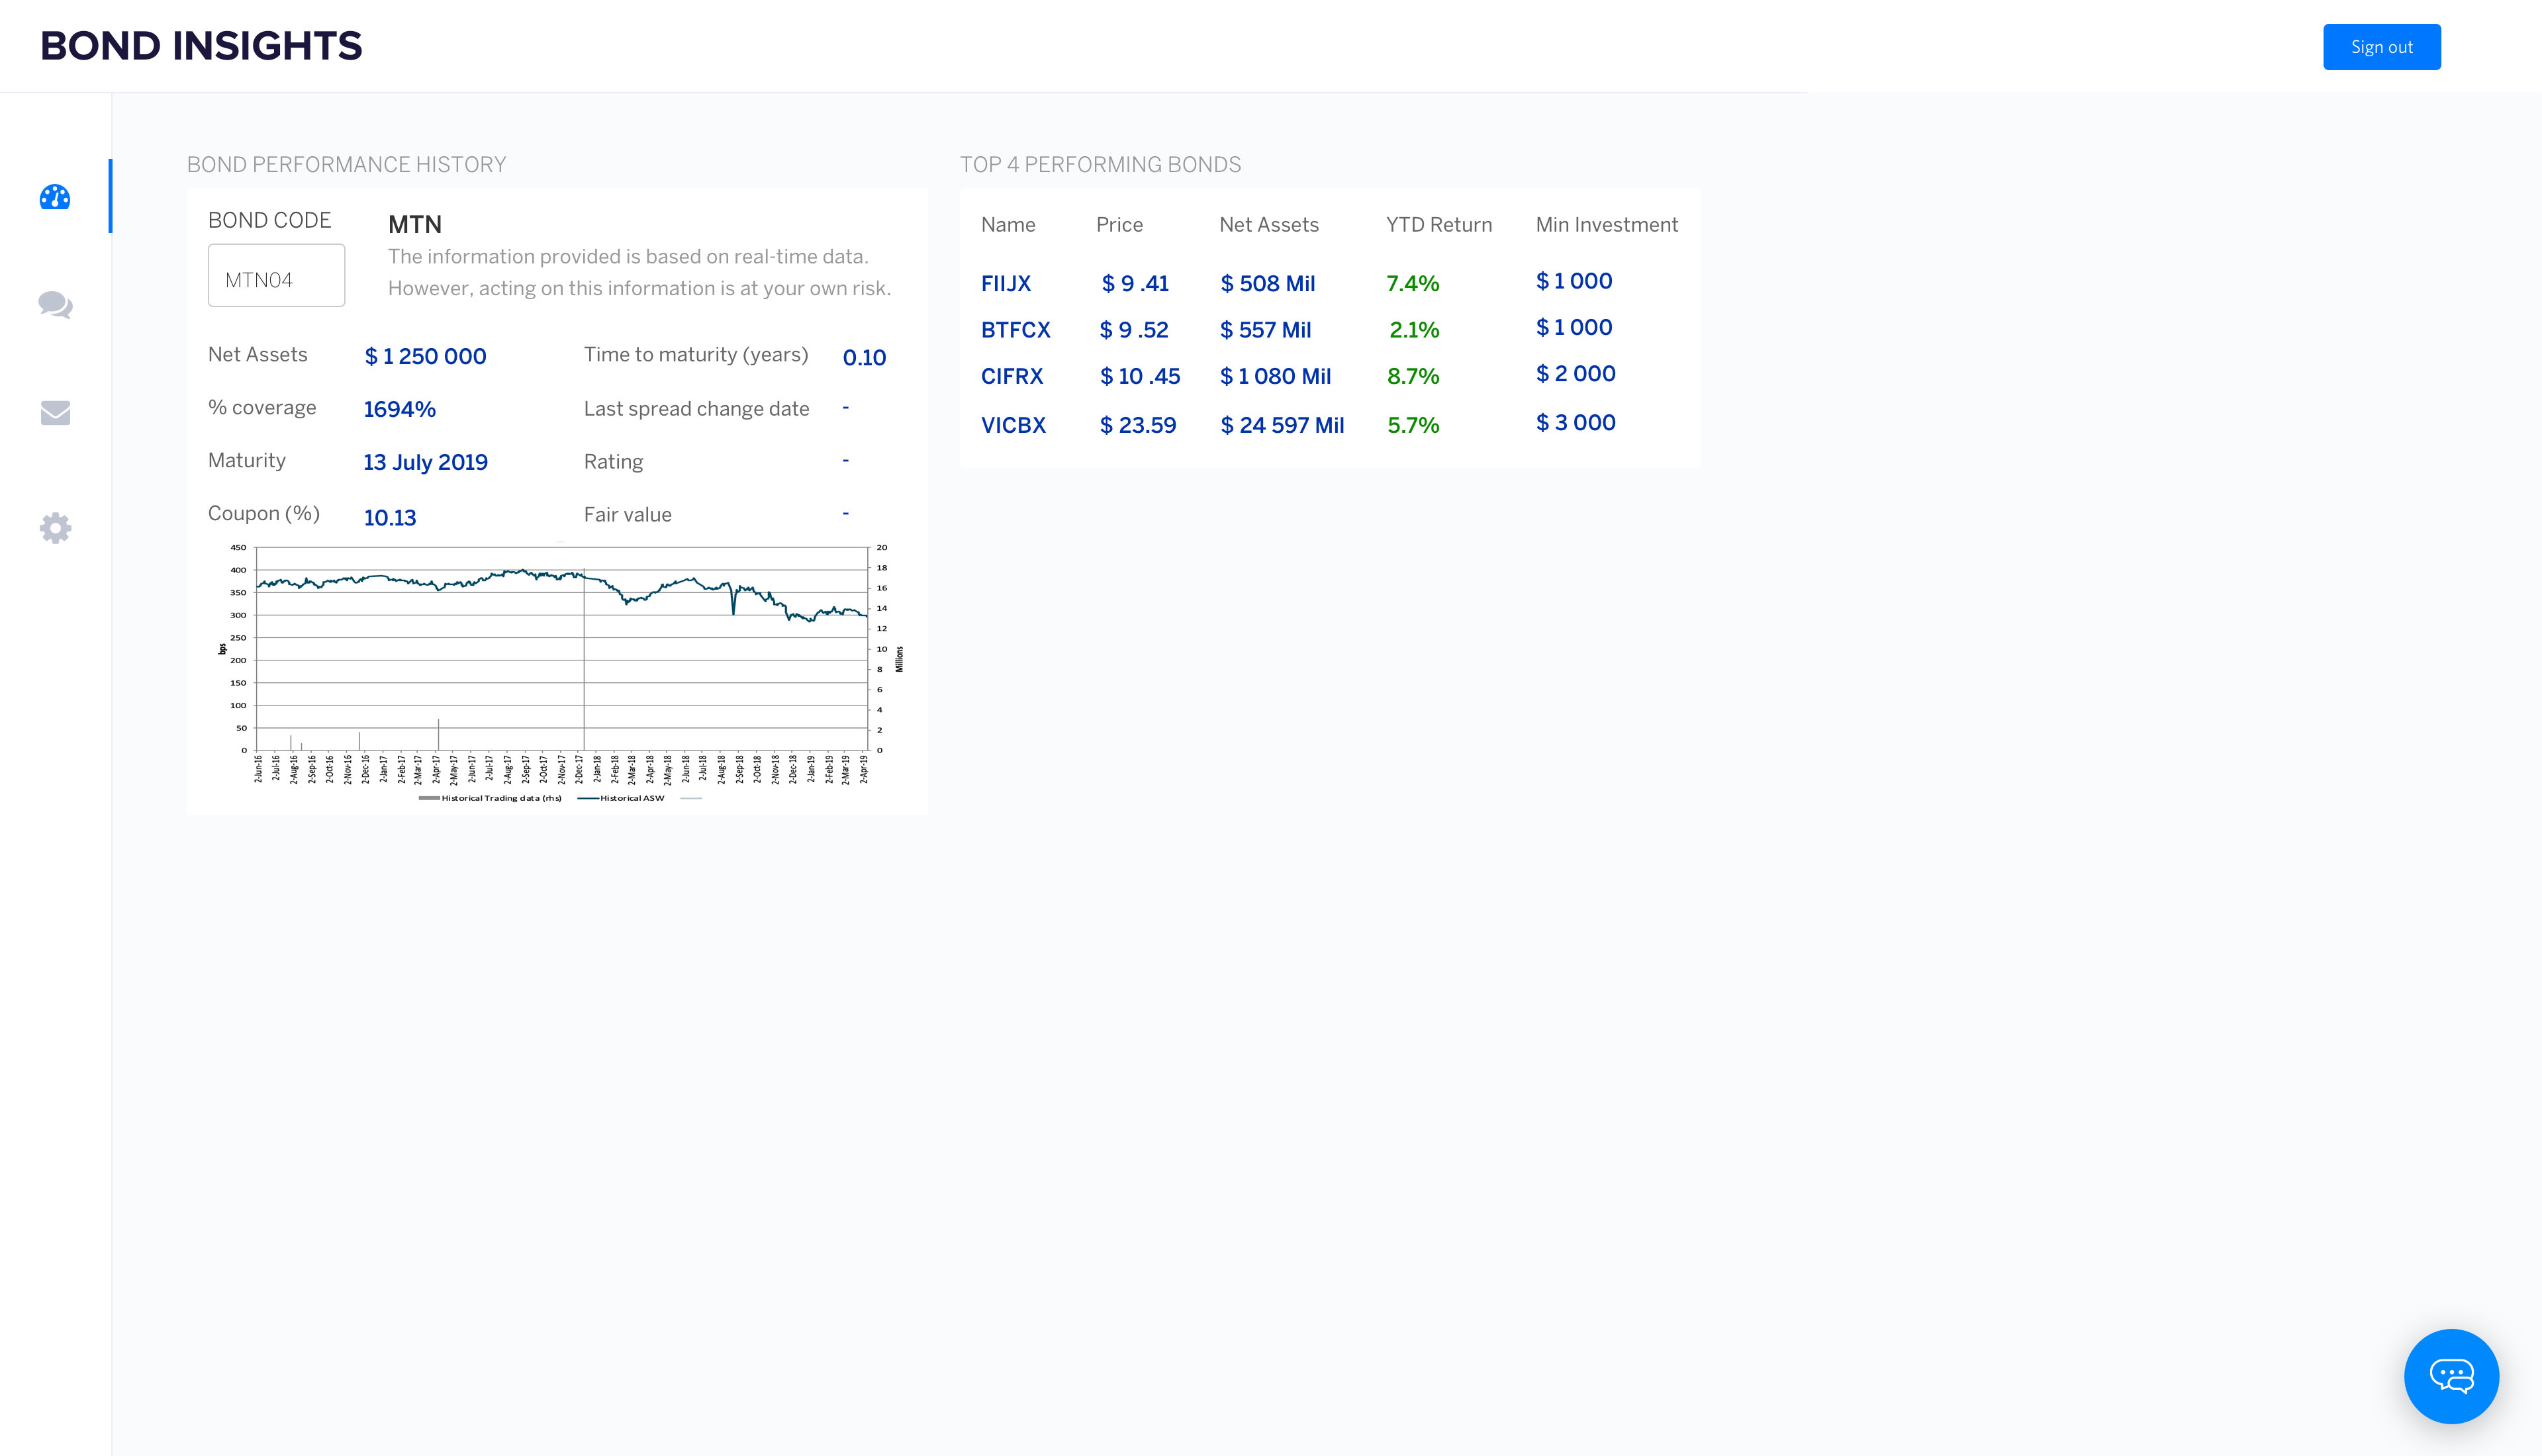 BOND INSIGHTS
Sign out
BOND PERFORMANCE HISTORY
BOND CODE
MTN04
MTN
The information provided is based on real-time data.
However, acting on this information is at your own risk.
Net Assets $ 1 250 000 Time to maturity (years) 0.10
% coverage 1694% Last spread change date -
Maturity 13 July 2019 Rating -
Coupon (%) 10.13 Fair value -
450
400
350
300
250
200
150
100
50
0
bps
20
18
16
14
12
10
8
6
4
2
0
Millions
2-Jun-16
2-Jul-16
2-Aug-16
2-Sep-16
2-Oct-16
2-Nov-16
2-Dec-16
2-Jan-17
2-Feb-17
2-Mar-17
2-Apr-17
2-May-17
2-Jun-17
2-Jul-17
2-Aug-17
2-Sep-17
2-Oct-17
2-Nov-17
2-Dec-17
2-Jan-18
2-Feb-18
2-Mar-18
2-Apr-18
2-May-18
2-Jun-18
2-Jul-18
2-Aug-18
2-Sep-18
2-Oct-18
2-Nov-18
2-Dec-18
2-Jan-19
2-Feb-19
2-Mar-19
2-Apr-19
Historical Trading data (rhs) Historical ASW
TOP 4 PERFORMING BONDS
Name Price Net Assets YTD Return Min Investment
FIIJX $ 9 .41 $ 508 Mil 7.4% $ 1 000
BTFCX $ 9 .52 $ 557 Mil 2.1% $ 1 000
CIFRX $ 10 .45 $ 1 080 Mil 8.7% $ 2 000
VICBX $ 23.59 $ 24 597 Mil 5.7% $ 3 000